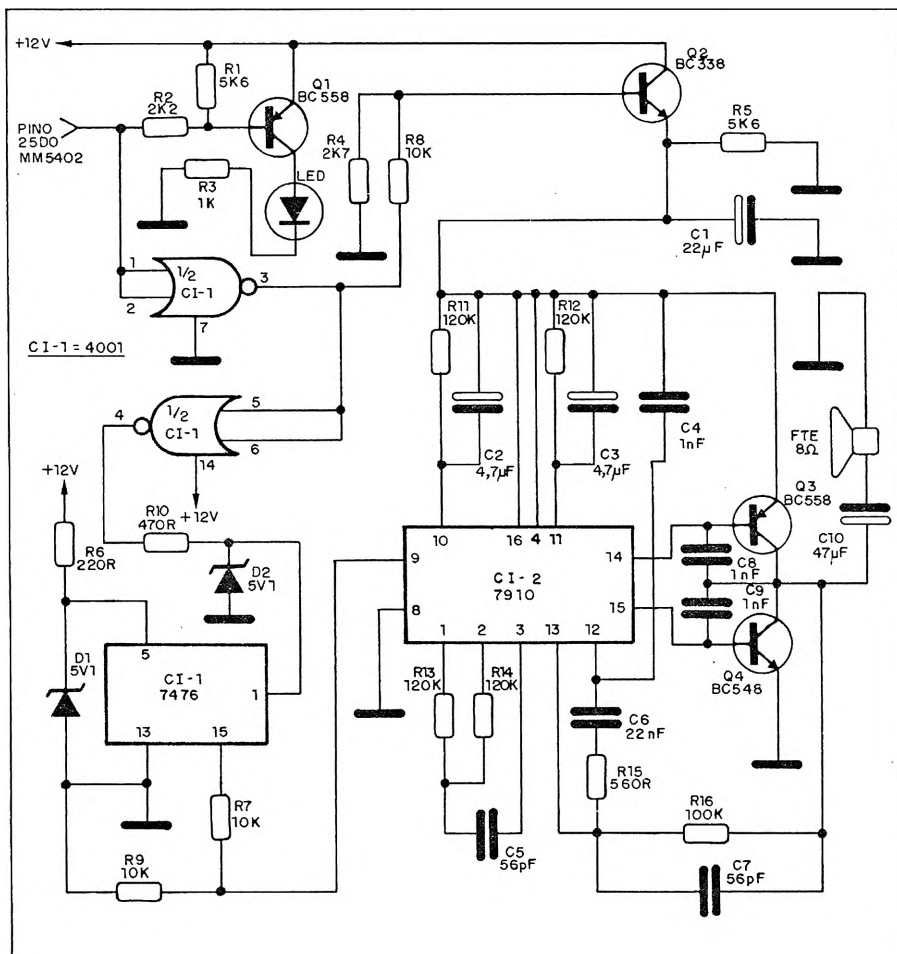 +12V
R1
5K6
R2
2K2
Q1
BC558
Q2
BC338
PINO
25DO
MM5402
R3
1K
LED
R4
2K7
R8
10K
R5
5K6
C1
22µF
1
2
1/2
CI-1
3
7
CI-1 = 4001
4
1/2
CI-1
5
6
14
+12V
+12V
R10
470R
R6
220R
D2
5V1
D1
5V1
5
CI-1
7476
1
13
15
R7
10K
R9
10K
R11
120K
R12
120K
C2
4,7µF
C3
4,7µF
C4
1nF
FTE
8Ω
Q3
BC558
C10
47µF
C8
1nF
C9
1nF
Q4
BC548
10
16
4
11
9
14
CI-2
7910
8
15
1
2
3
13
12
R13
120K
R14
120K
C6
22nF
R15
560R
R16
100K
C5
56pF
C7
56pF